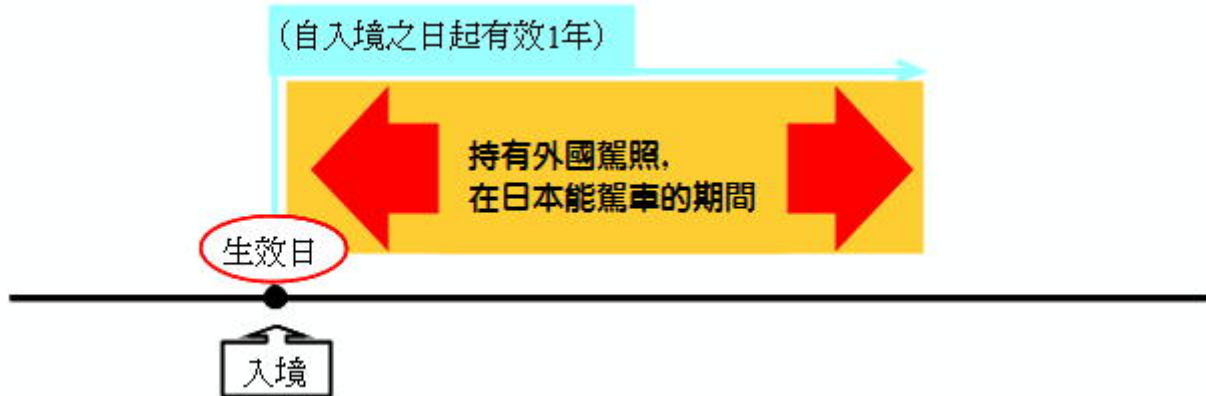 (自入境之日起有效1年)
持有外國駕照,
在日本能駕車的期間
生效日
入境